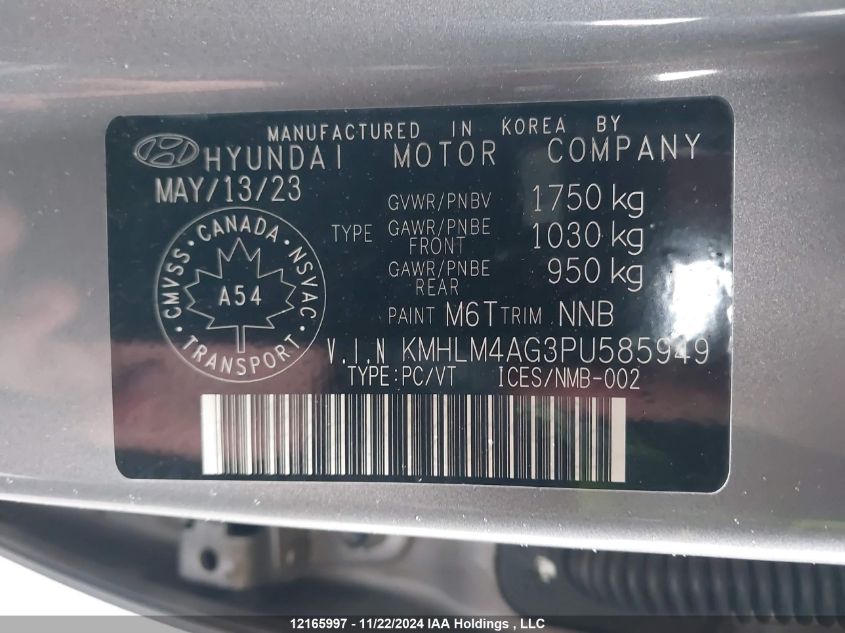 MANUFACTURED IN KOREA BY
HYUNDAI MOTOR COMPANY
MAY/13/23
GVWR/PNBV 1750 kg
TYPE GAWR/PNBE FRONT 1030 kg
GAWR/PNBE REAR 950 kg
CMVSS · CANADA · NSVAC · TRANSPORT ·
A54
PAINT M6T TRIM NNB
V.I.N KMHLM4AG3PU585949
TYPE:PC/VT ICES/NMB-002
12165997 - 11/22/2024 IAA Holdings , LLC